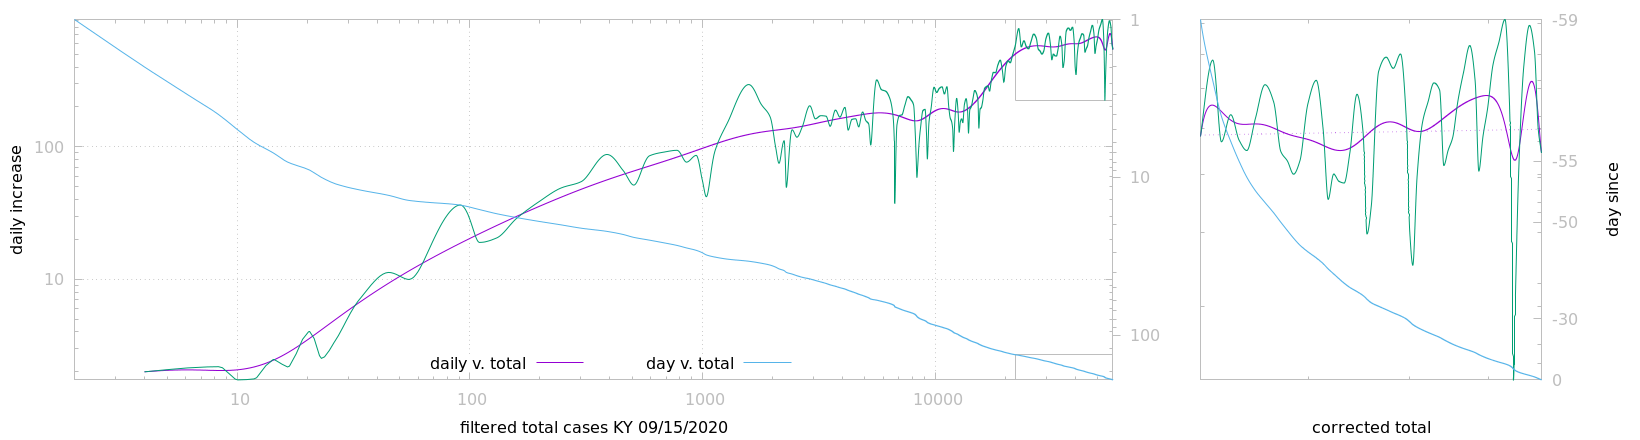 daily increase
100
10
daily v. total
day v. total
10
100
1000
10000
filtered total cases KY 09/15/2020
1
10
100
-59
-55
-50
-30
0
day since
corrected total